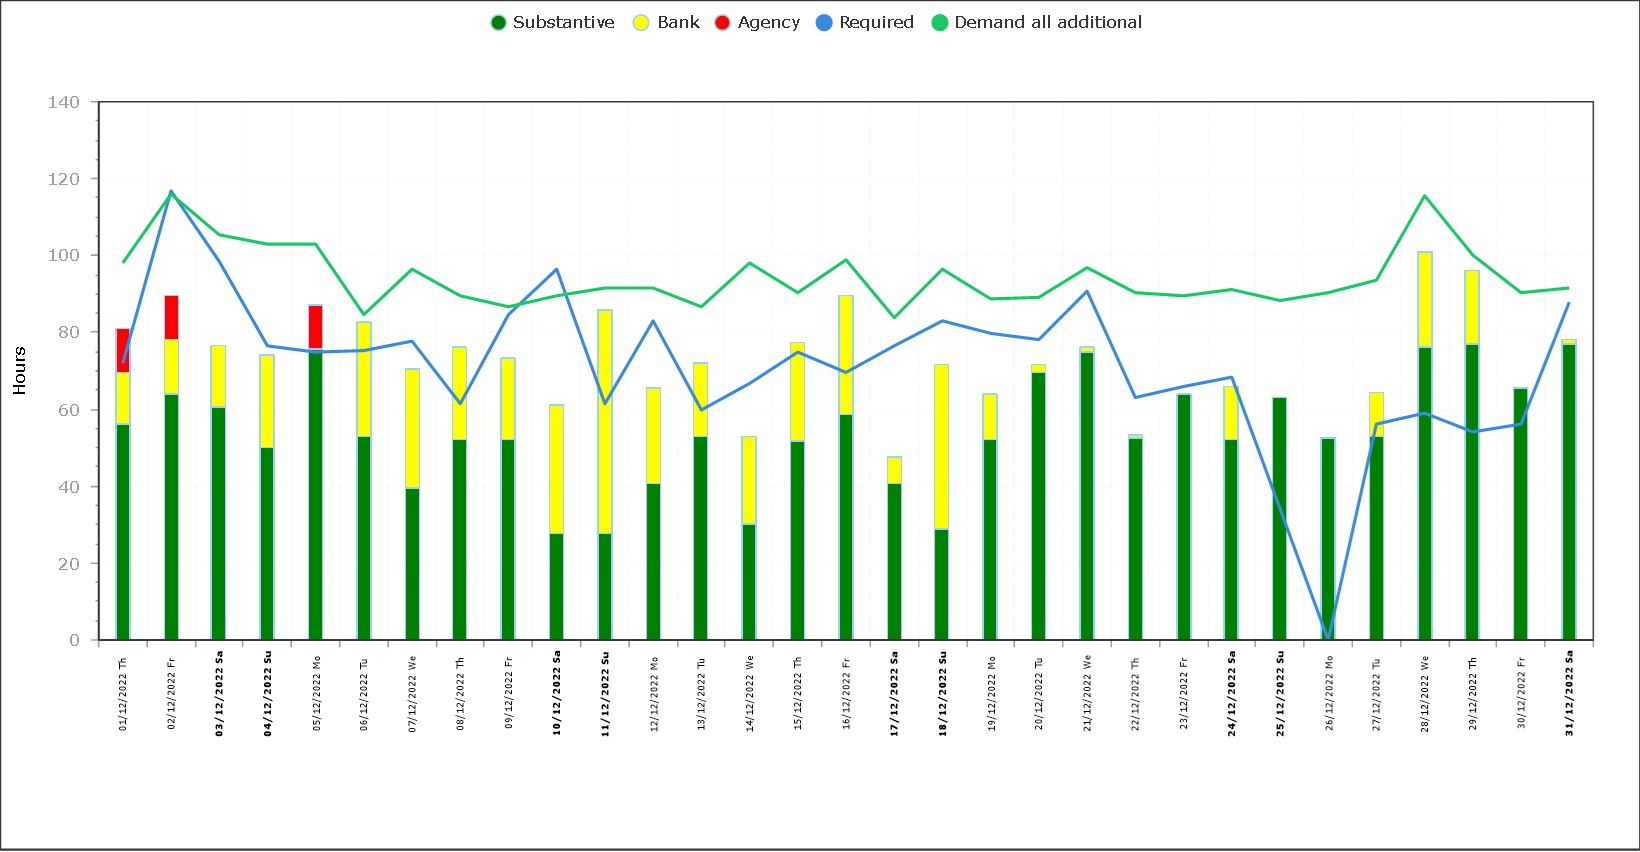 Substantive Bank Agency Required Demand all additional
140
120
100
80
60
40
20
0
Hours
01/12/2022 Th
02/12/2022 Fr
03/12/2022 Sa
04/12/2022 Su
05/12/2022 Mo
06/12/2022 Tu
07/12/2022 We
08/12/2022 Th
09/12/2022 Fr
10/12/2022 Sa
11/12/2022 Su
12/12/2022 Mo
13/12/2022 Tu
14/12/2022 We
15/12/2022 Th
16/12/2022 Fr
17/12/2022 Sa
18/12/2022 Su
19/12/2022 Mo
20/12/2022 Tu
21/12/2022 We
22/12/2022 Th
23/12/2022 Fr
24/12/2022 Sa
25/12/2022 Su
26/12/2022 Mo
27/12/2022 Tu
28/12/2022 We
29/12/2022 Th
30/12/2022 Fr
31/12/2022 Sa